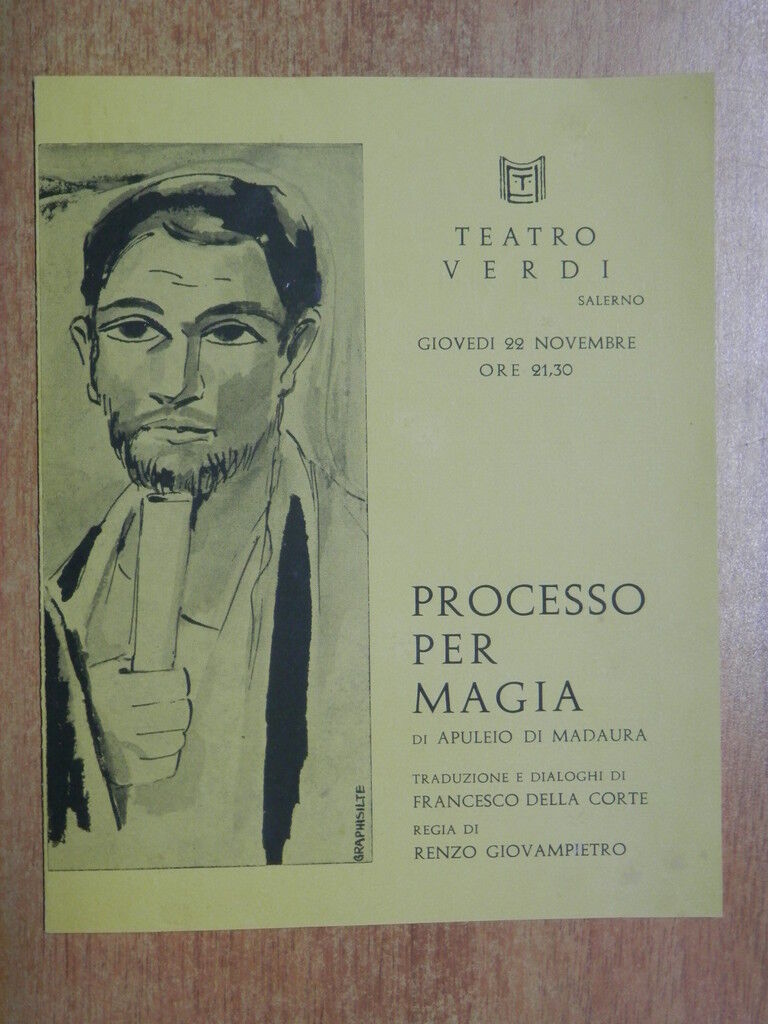 TEATRO
VERDI
SALERNO
GIOVEDI 22 NOVEMBRE
ORE 21,30
PROCESSO
PER
MAGIA
DI APULEIO DI MADAURA
TRADUZIONE E DIALOGHI DI
FRANCESCO DELLA CORTE
REGIA DI
RENZO GIOVAMPIETRO
GRAPHISILTE